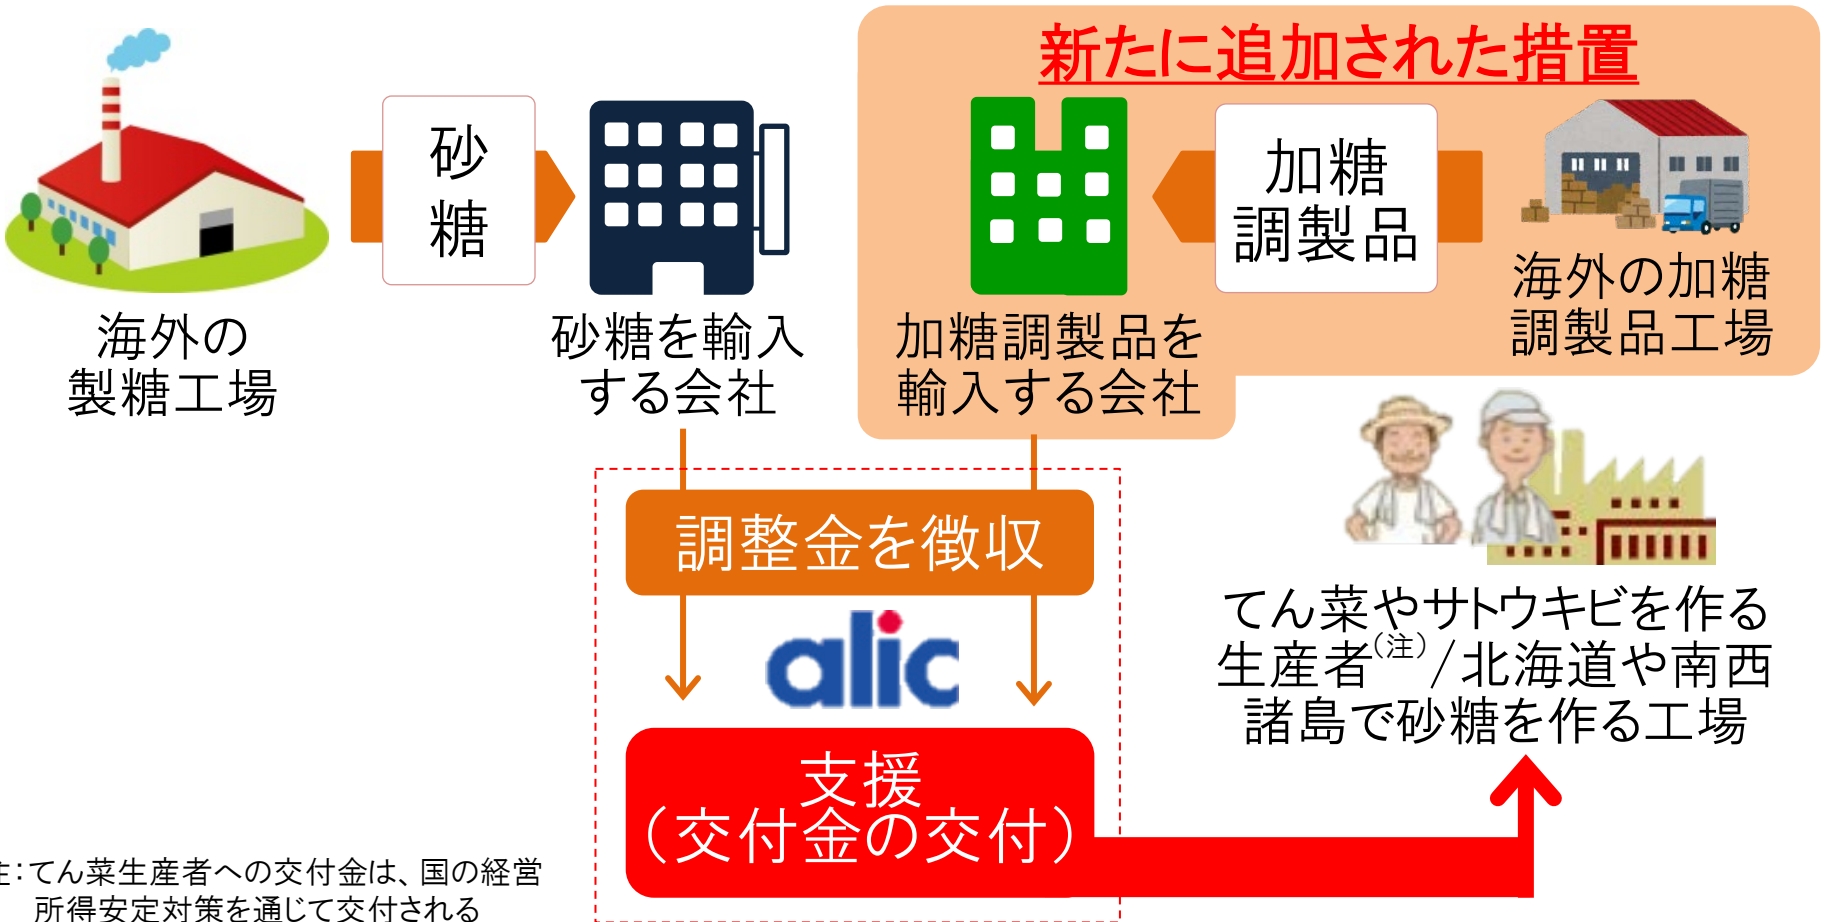 新たに追加された措置
砂
糖
加糖
調製品
海外の
製糖工場
砂糖を輸入
する会社
加糖調製品を
輸入する会社
海外の加糖
調製品工場
調整金を徴収
alic
支援
（交付金の交付）
てん菜やサトウキビを作る
生産者(注)/北海道や南西
諸島で砂糖を作る工場
注:てん菜生産者への交付金は、国の経営
所得安定対策を通じて交付される